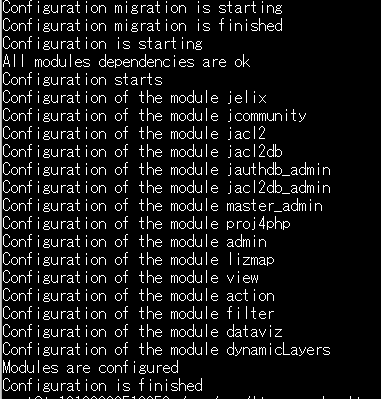 Configuration migration is starting
Configuration migration is finished
Configuration is starting
All modules dependencies are ok
Configuration starts
Configuration of the module jelix
Configuration of the module jcommunity
Configuration of the module jacl2
Configuration of the module jacl2db
Configuration of the module jauthdb_admin
Configuration of the module jacl2db_admin
Configuration of the module master_admin
Configuration of the module proj4php
Configuration of the module admin
Configuration of the module lizmap
Configuration of the module view
Configuration of the module action
Configuration of the module filter
Configuration of the module dataviz
Configuration of the module dynamicLayers
Modules are configured
Configuration is finished